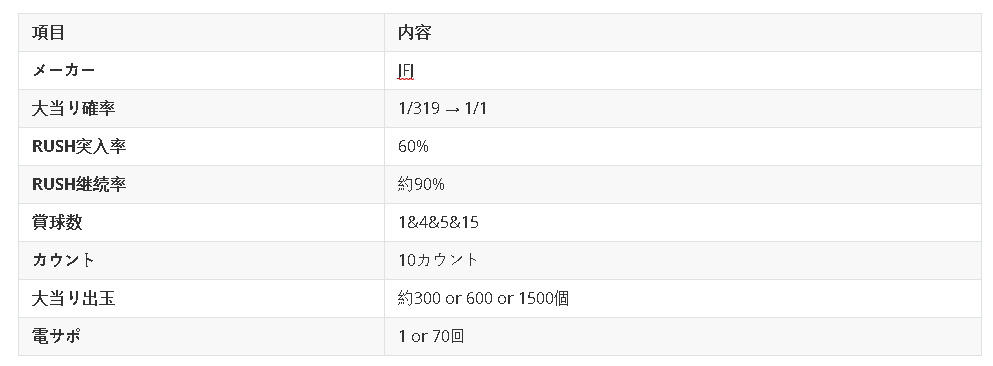 項目 内容
メーカー JFJ
大当り確率 1/319 → 1/1
RUSH突入率 60%
RUSH継続率 約90%
賞球数 1&4&5&15
カウント 10カウント
大当り出玉 約300 or 600 or 1500個
電サポ 1 or 70回